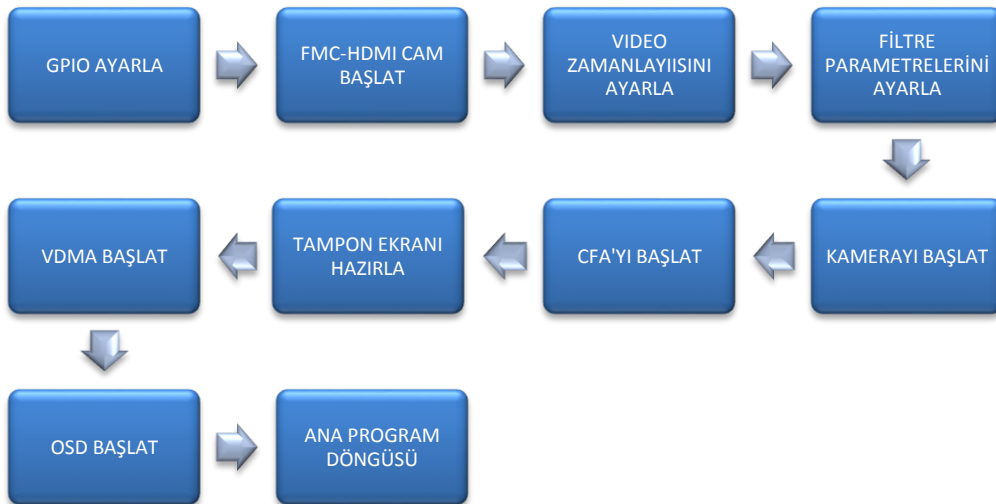 GPIO AYARLA
FMC-HDMI CAM
BAŞLAT
VIDEO
ZAMANLAYIISINI
AYARLA
FİLTRE
PARAMETRELERİNİ
AYARLA
KAMERAYI BAŞLAT
CFA'YI BAŞLAT
TAMPON EKRANI
HAZIRLA
VDMA BAŞLAT
OSD BAŞLAT
ANA PROGRAM
DÖNGÜSÜ